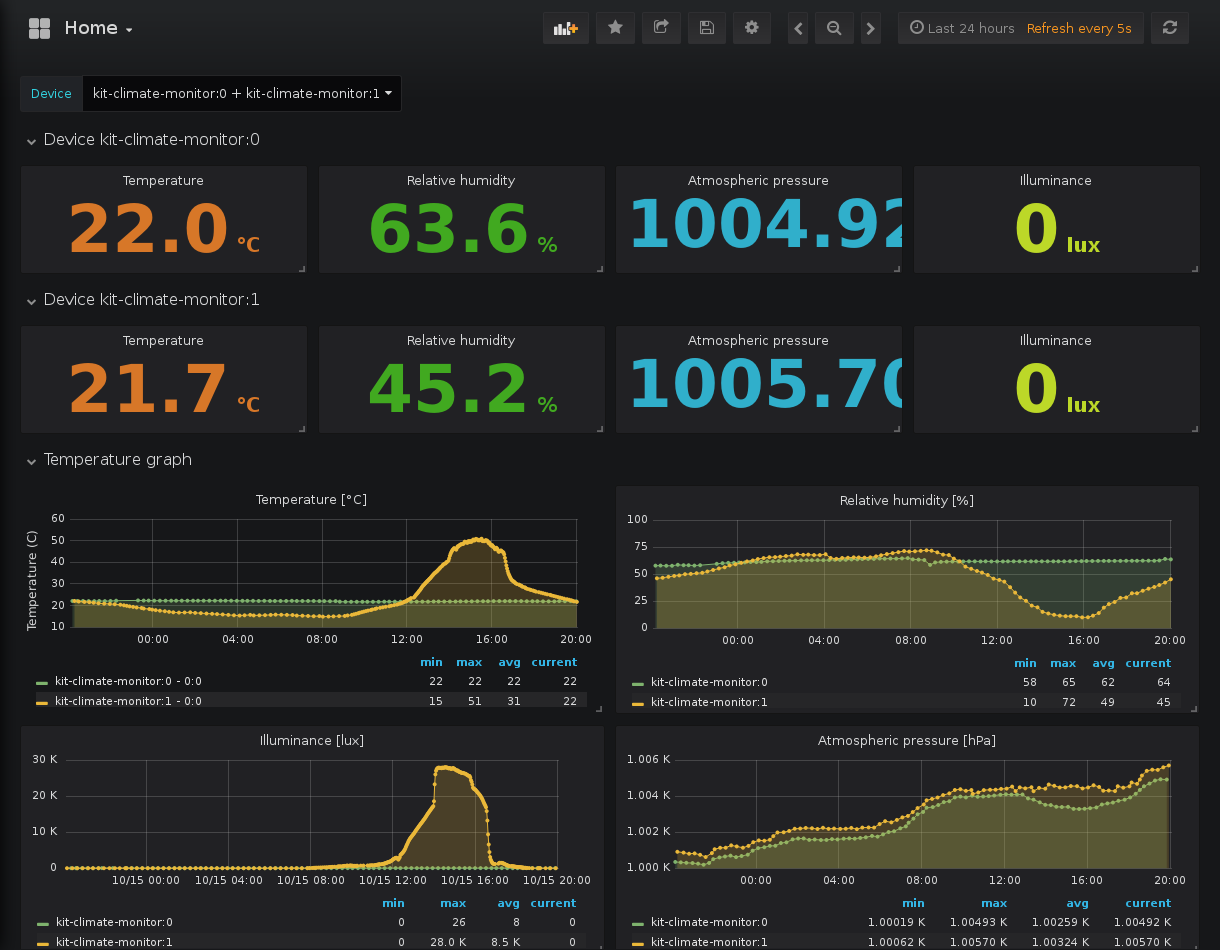 Home
Last 24 hours Refresh every 5s
Device kit-climate-monitor:0 + kit-climate-monitor:1
Device kit-climate-monitor:0
Temperature Relative humidity Atmospheric pressure Illuminance
22.0 °C 63.6 % 1004.92 0 lux
Device kit-climate-monitor:1
Temperature Relative humidity Atmospheric pressure Illuminance
21.7 °C 45.2 % 1005.70 0 lux
Temperature graph
Temperature [°C]
Temperature (C)
60
50
40
30
20
10
00:00 04:00 08:00 12:00 16:00 20:00
min max avg current
kit-climate-monitor:0 - 0:0 22 22 22 22
kit-climate-monitor:1 - 0:0 15 51 31 22
Relative humidity [%]
100
75
50
25
0
00:00 04:00 08:00 12:00 16:00 20:00
min max avg current
kit-climate-monitor:0 58 65 62 64
kit-climate-monitor:1 10 72 49 45
Illuminance [lux]
30 K
20 K
10 K
0
10/15 00:00 10/15 04:00 10/15 08:00 10/15 12:00 10/15 16:00 10/15 20:00
min max avg current
kit-climate-monitor:0 0 26 8 0
kit-climate-monitor:1 0 28.0 K 8.5 K 0
Atmospheric pressure [hPa]
1.006 K
1.004 K
1.002 K
1.000 K
00:00 04:00 08:00 12:00 16:00 20:00
min max avg current
kit-climate-monitor:0 1.00019 K 1.00493 K 1.00259 K 1.00492 K
kit-climate-monitor:1 1.00062 K 1.00570 K 1.00324 K 1.00570 K